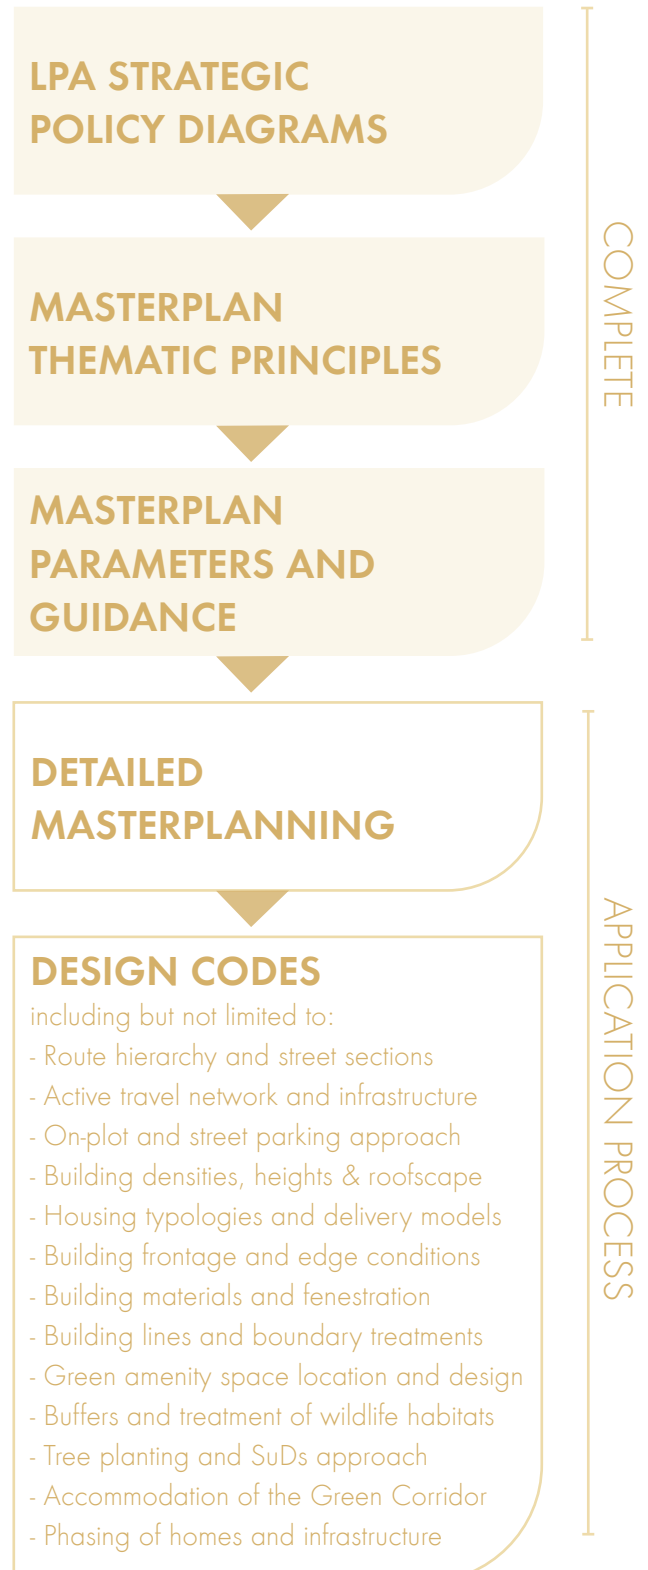 LPA STRATEGIC
POLICY DIAGRAMS
MASTERPLAN
THEMATIC PRINCIPLES
MASTERPLAN
PARAMETERS AND
GUIDANCE
COMPLETE
DETAILED
MASTERPLANNING
DESIGN CODES
including but not limited to:
- Route hierarchy and street sections
- Active travel network and infrastructure
- On-plot and street parking approach
- Building densities, heights & roofscape
- Housing typologies and delivery models
- Building frontage and edge conditions
- Building materials and fenestration
- Building lines and boundary treatments
- Green amenity space location and design
- Buffers and treatment of wildlife habitats
- Tree planting and SuDs approach
- Accommodation of the Green Corridor
- Phasing of homes and infrastructure
APPLICATION PROCESS